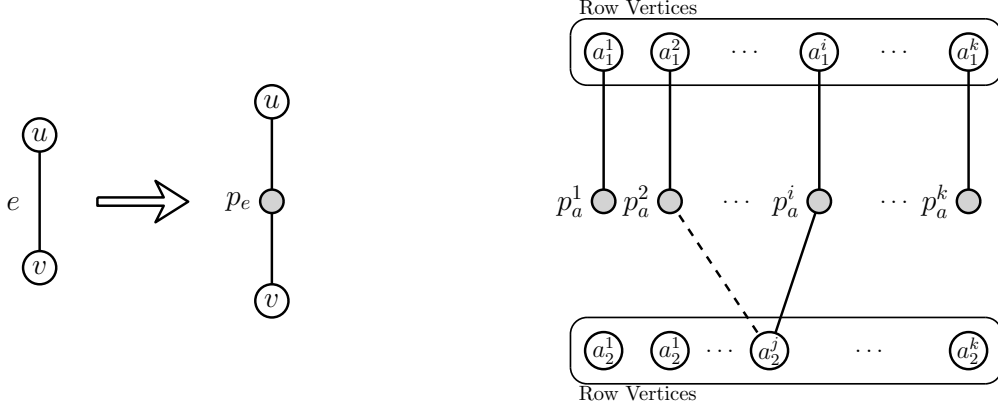 Row Vertices
a_1^1 a_1^2 ··· a_1^i ··· a_1^k
u
u
e
p_e
p_a^1 p_a^2 ··· p_a^i ··· p_a^k
v
v
a_2^1 a_2^1 ··· a_2^j ··· a_2^k
Row Vertices